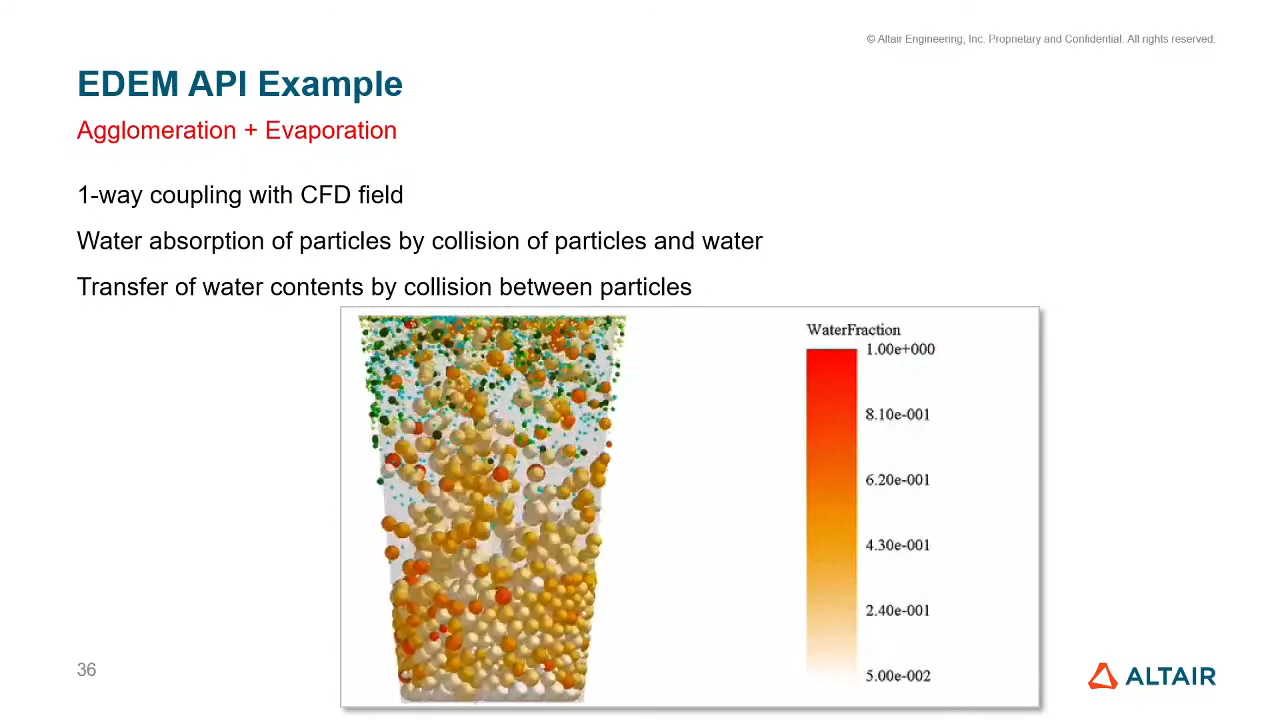 © Altair Engineering, Inc. Proprietary and Confidential. All rights reserved.
EDEM API Example
Agglomeration + Evaporation
1-way coupling with CFD field
Water absorption of particles by collision of particles and water
Transfer of water contents by collision between particles
WaterFraction
1.00e+000
8.10e-001
6.20e-001
4.30e-001
2.40e-001
5.00e-002
36
ALTAIR